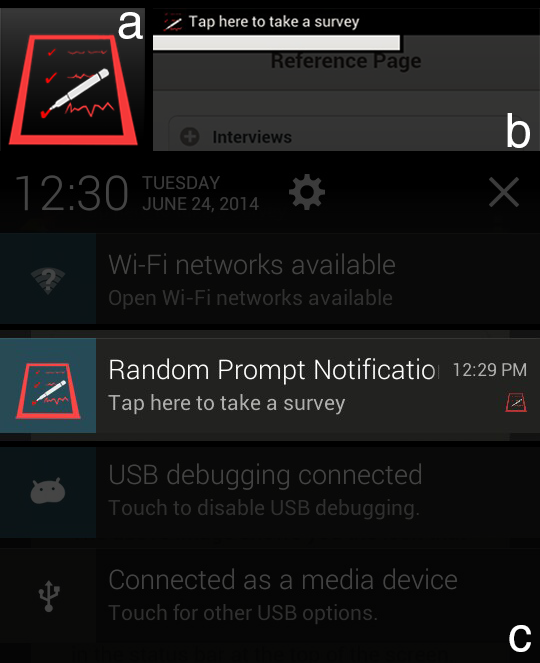 a
Tap here to take a survey
Reference Page
Interviews
b
12:30
TUESDAY
JUNE 24, 2014
Wi-Fi networks available
Open Wi-Fi networks available
Random Prompt Notificatio
12:29 PM
Tap here to take a survey
USB debugging connected
Touch to disable USB debugging.
Connected as a media device
Touch for other USB options.
c